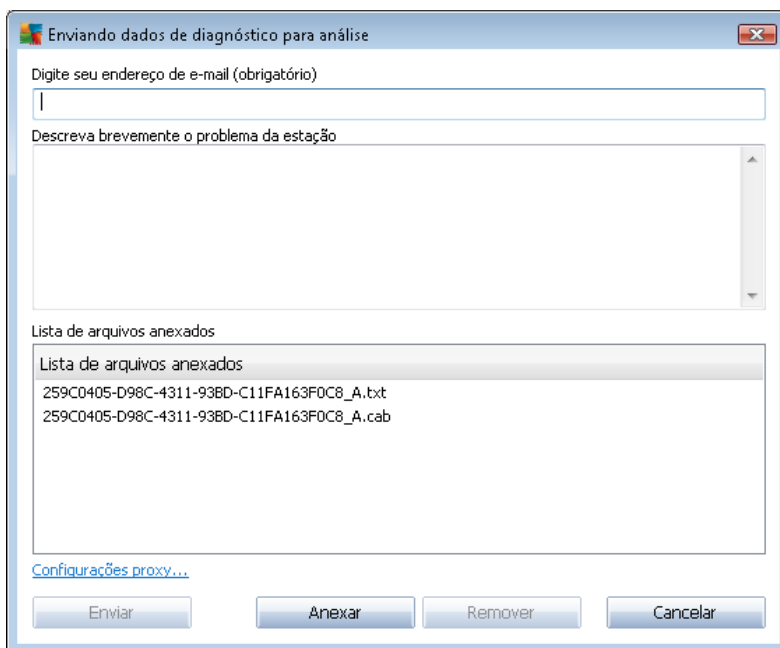 Enviando dados de diagnóstico para análise
Digite seu endereço de e-mail (obrigatório)
Descreva brevemente o problema da estação
Lista de arquivos anexados
Lista de arquivos anexados
259C0405-D98C-4311-93BD-C11FA163F0C8_A.txt
259C0405-D98C-4311-93BD-C11FA163F0C8_A.cab
Configurações proxy...
Enviar Anexar Remover Cancelar